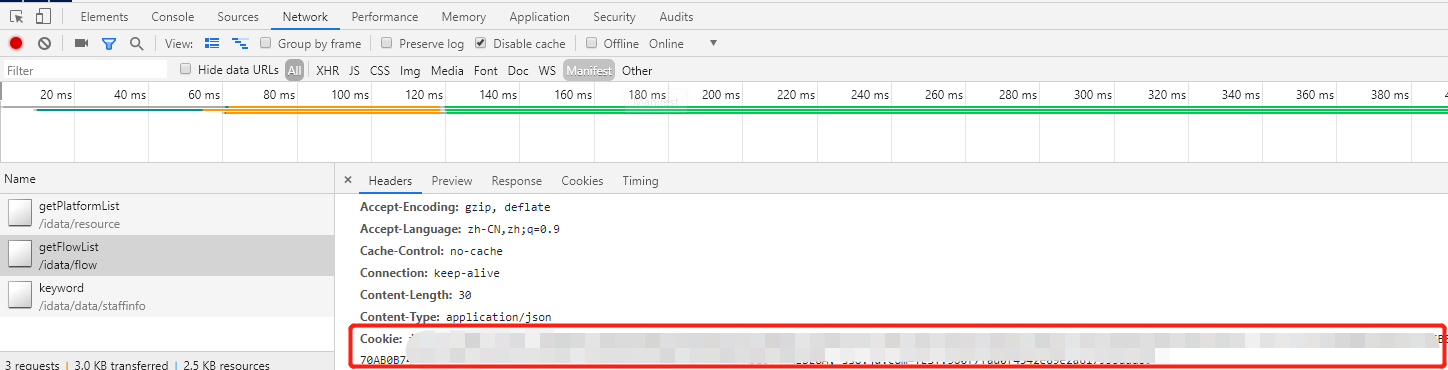 Elements Console Sources Network Performance Memory Application Security Audits
View: Group by frame Preserve log Disable cache Offline Online
Filter Hide data URLs All XHR JS CSS Img Media Font Doc WS Manifest Other
20 ms 40 ms 60 ms 80 ms 100 ms 120 ms 140 ms 160 ms 180 ms 200 ms 220 ms 240 ms 260 ms 280 ms 300 ms 320 ms 340 ms 360 ms 380 ms
Name
getPlatformList
/idata/resource
getFlowList
/idata/flow
keyword
/idata/data/staffinfo
3 requests 3.0 KB transferred 2.5 KB resources
× Headers Preview Response Cookies Timing
Accept-Encoding: gzip, deflate
Accept-Language: zh-CN,zh;q=0.9
Cache-Control: no-cache
Connection: keep-alive
Content-Length: 30
Content-Type: application/json
Cookie:
70AB0B74